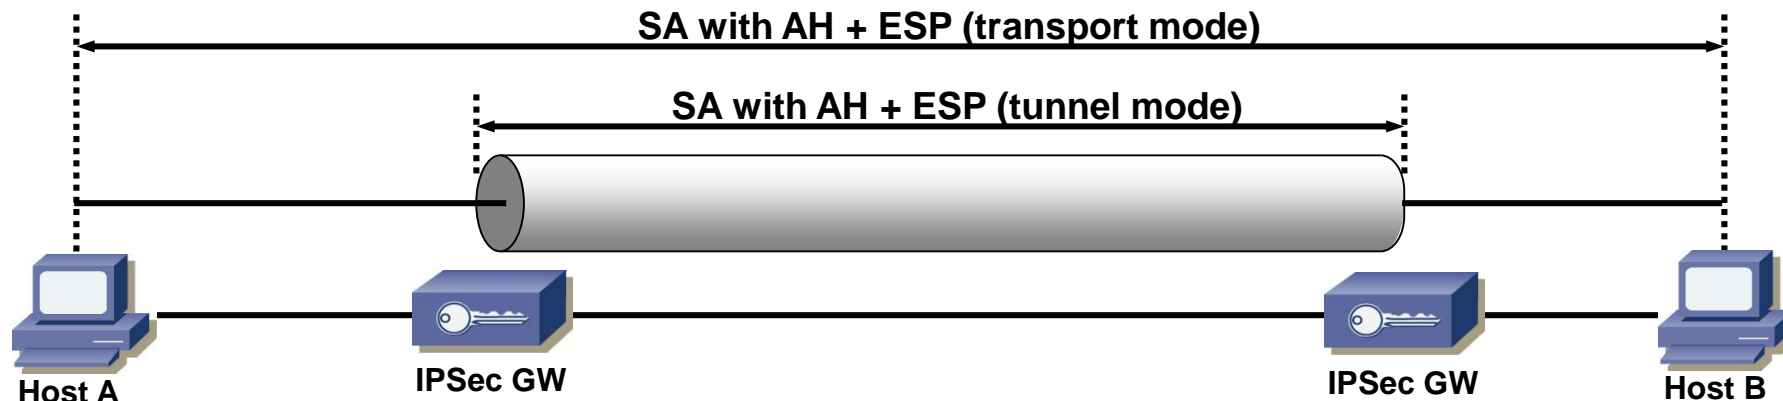 SA with AH + ESP (transport mode)
SA with AH + ESP (tunnel mode)
Host A
IPSec GW
IPSec GW
Host B